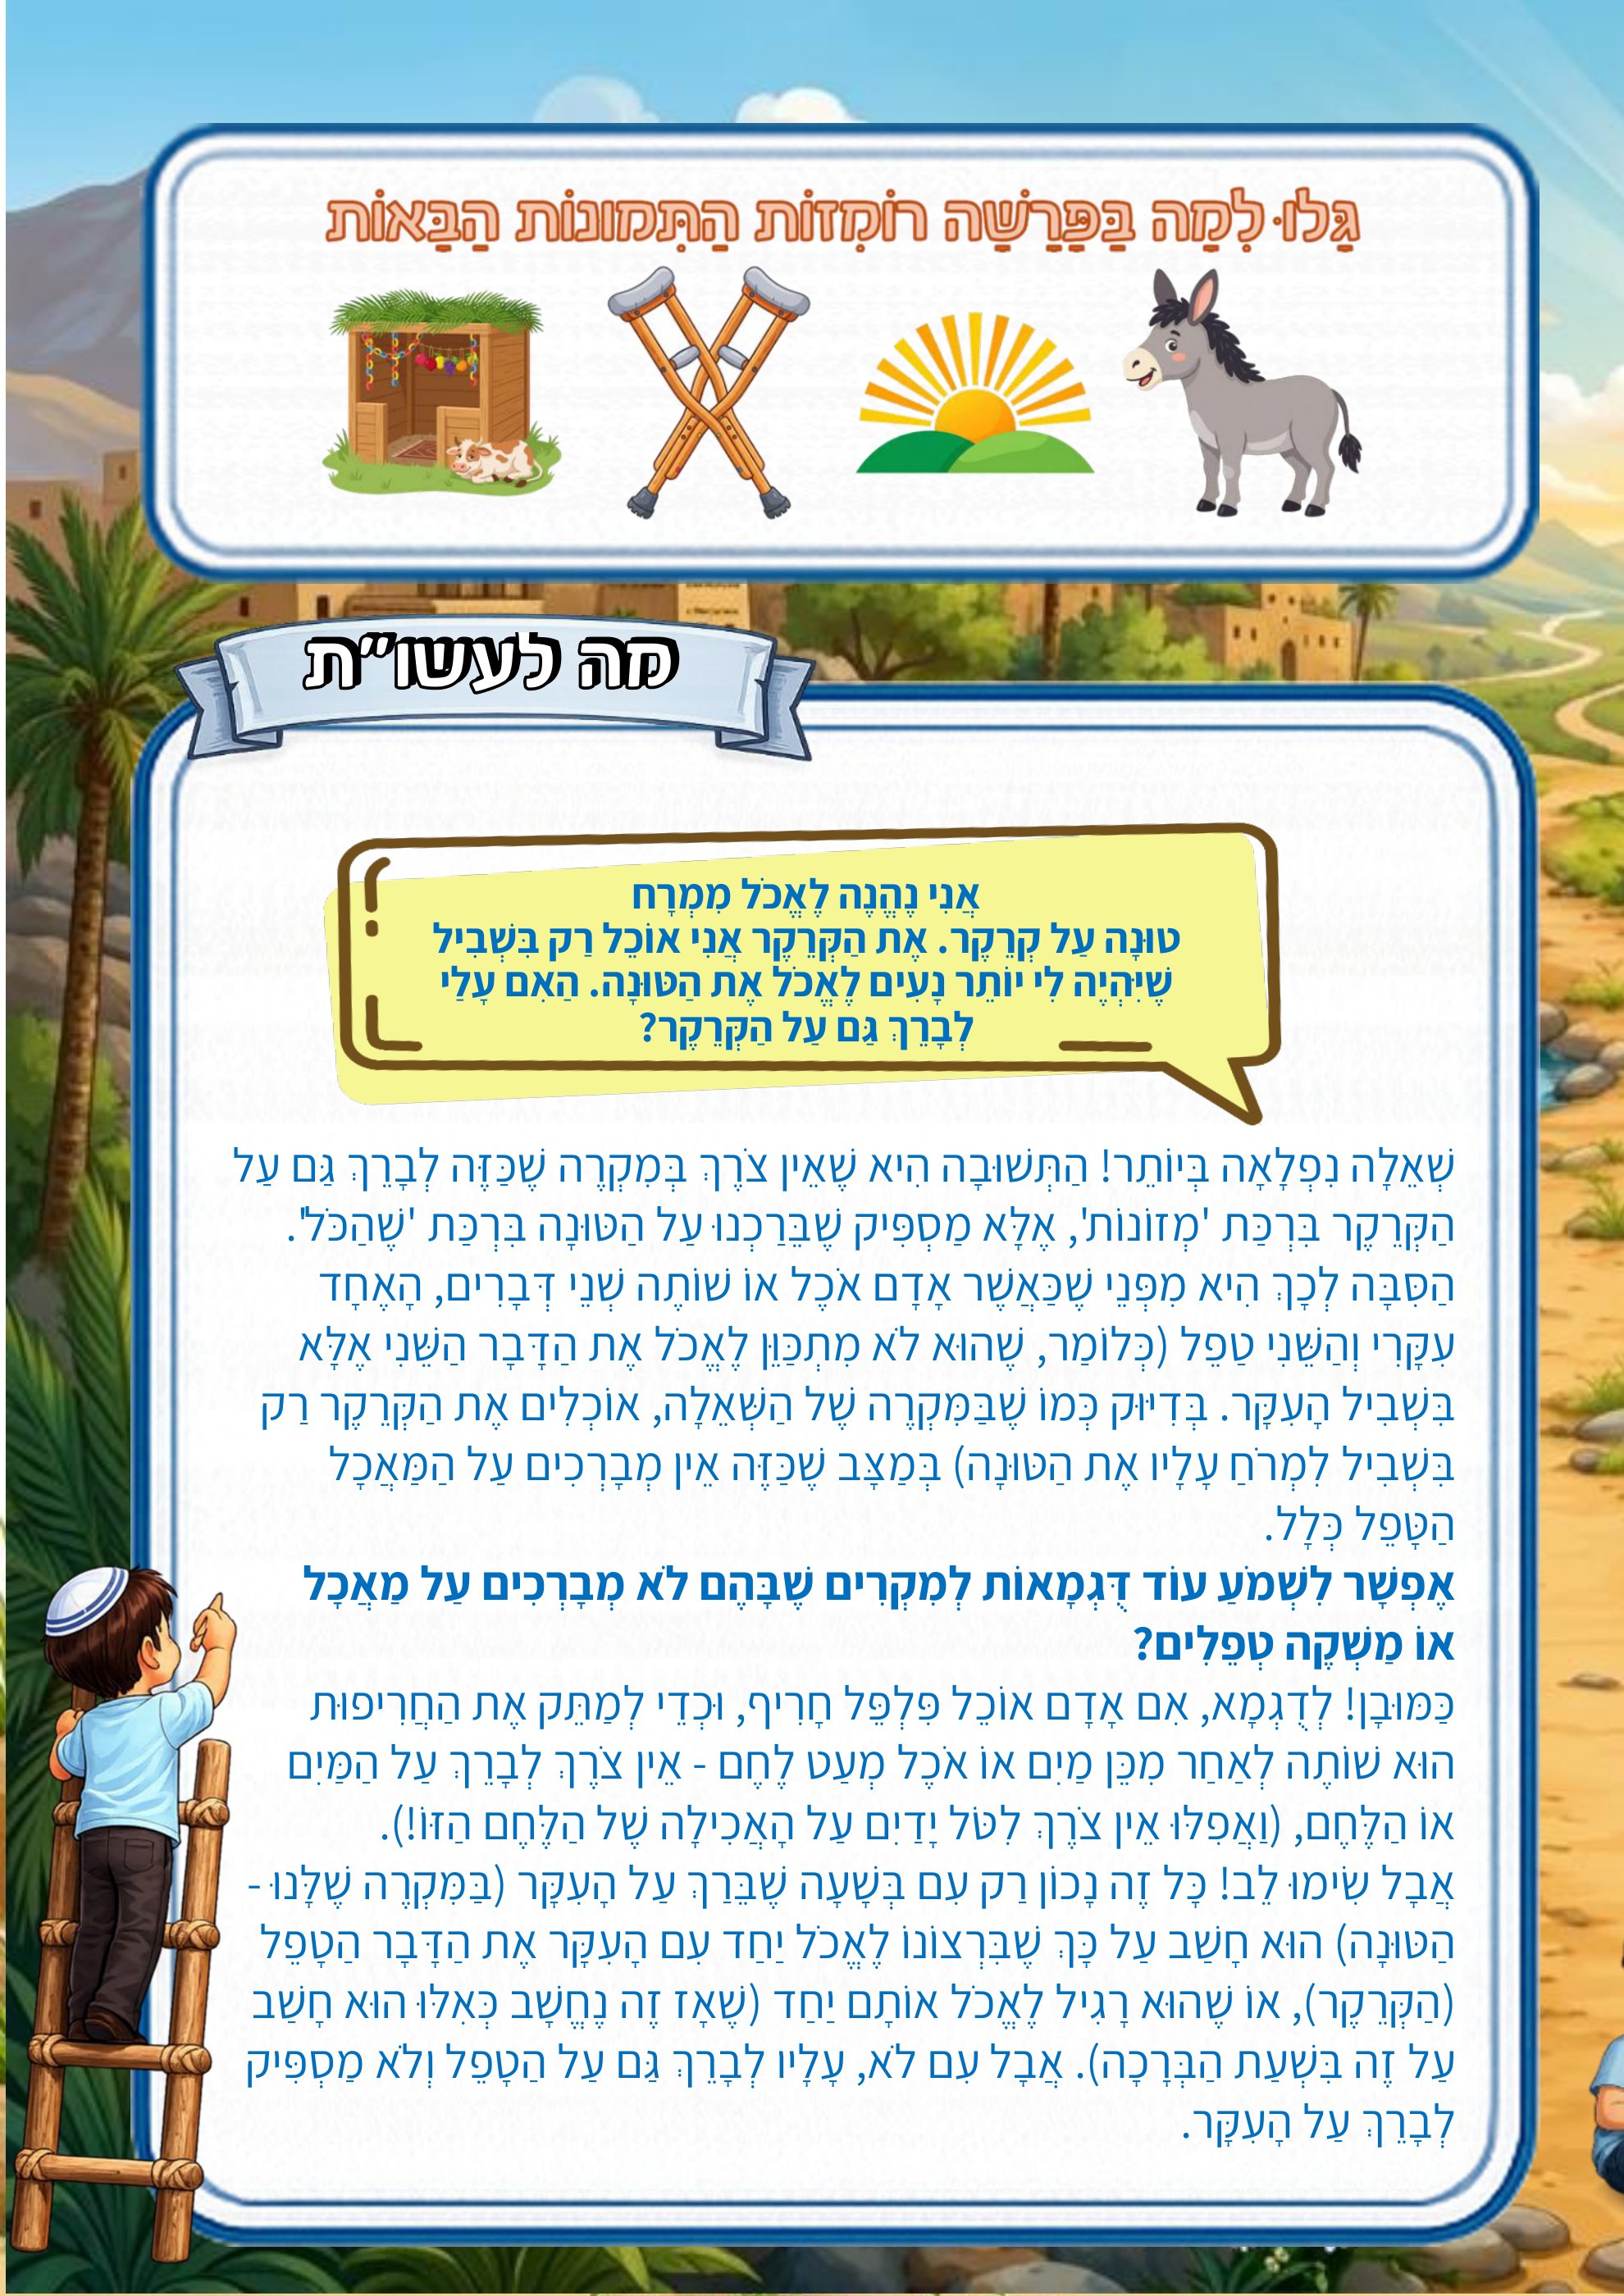 גַּלּוּ לְמַה בַּפָּרָשָׁה רוֹמְזוֹת הַתְּמוּנוֹת הַבָּאוֹת
מה לעשו"ת
אֲנִי נֶהֱנֶה לֶאֱכֹל מִמְרָח
טוּנָה עַל קְרֵקֶר. אֶת הַקְּרֵקֶר אֲנִי אוֹכֵל רַק בִּשְׁבִיל
שֶׁיִּהְיֶה לִי יוֹתֵר נָעִים לֶאֱכֹל אֶת הַטּוּנָה. הַאִם עָלַי
לְבָרֵךְ גַּם עַל הַקְּרֵקֶר?
שְׁאֵלָה נִפְלָאָה בְּיוֹתֵר! הַתְּשׁוּבָה הִיא שֶׁאֵין צֹרֶךְ בְּמִקְרֶה שֶׁכַּזֶּה לְבָרֵךְ גַּם עַל
הַקְּרֵקֶר בִּרְכַּת 'מְזוֹנוֹת', אֶלָּא מַסְפִּיק שֶׁבֵּרַכְנוּ עַל הַטּוּנָה בִּרְכַּת 'שֶׁהַכֹּל'.
הַסִּבָּה לְכָךְ הִיא מִפְּנֵי שֶׁכַּאֲשֶׁר אָדָם אֹכֶל אוֹ שׁוֹתֶה שְׁנֵי דְּבָרִים, הָאֶחָד
עִקָּרִי וְהַשֵּׁנִי טַפֵּל (כְּלוֹמַר, שֶׁהוּא לֹא מִתְכַּוֵּן לֶאֱכֹל אֶת הַדָּבָר הַשֵּׁנִי אֶלָּא
בִּשְׁבִיל הָעִקָּר. בְּדִיּוּק כְּמוֹ שֶׁבַּמִּקְרֶה שֶׁל הַשְּׁאֵלָה, אוֹכְלִים אֶת הַקְּרֵקֶר רַק
בִּשְׁבִיל לִמְרֹחַ עָלָיו אֶת הַטּוּנָה) בְּמַצָּב שֶׁכַּזֶּה אֵין מְבָרְכִים עַל הַמַּאֲכָל
הַטָּפֵל כְּלָל.
אֶפְשָׁר לִשְׁמֹעַ עוֹד דֻּגְמָאוֹת לְמִקְרִים שֶׁבָּהֶם לֹא מְבָרְכִים עַל מַאֲכָל
אוֹ מַשְׁקֶה טְפֵלִים?
כַּמּוּבָן! לְדֻגְמָא, אִם אָדָם אוֹכֵל פִּלְפֵּל חָרִיף, וּכְדֵי לְמַתֵּק אֶת הַחֲרִיפוּת
הוּא שׁוֹתֶה לְאַחַר מִכֵּן מַיִם אוֹ אֹכֶל מְעַט לֶחֶם - אֵין צֹרֶךְ לְבָרֵךְ עַל הַמַּיִם
אוֹ הַלֶּחֶם, (וַאֲפִלּוּ אֵין צֹרֶךְ לִטֹּל יָדַיִם עַל הָאֲכִילָה שֶׁל הַלֶּחֶם הַזּוֹ!).
אֲבָל שִׂימוּ לֵב! כָּל זֶה נָכוֹן רַק עִם בְּשָׁעָה שֶׁבֵּרַךְ עַל הָעִקָּר (בַּמִּקְרֶה שֶׁלָּנוּ -
הַטּוּנָה) הוּא חָשַׁב עַל כָּךְ שֶׁבִּרְצוֹנוֹ לֶאֱכֹל יַחַד עִם הָעִקָּר אֶת הַדָּבָר הַטָּפֵל
(הַקְּרֵקֶר), אוֹ שֶׁהוּא רָגִיל לֶאֱכֹל אוֹתָם יַחַד (שֶׁאָז זֶה נֶחֱשָׁב כְּאִלּוּ הוּא חָשַׁב
עַל זֶה בִּשְׁעַת הַבְּרָכָה). אֲבָל עִם לֹא, עָלָיו לְבָרֵךְ גַּם עַל הַטָּפֵל וְלֹא מַסְפִּיק
לְבָרֵךְ עַל הָעִקָּר.